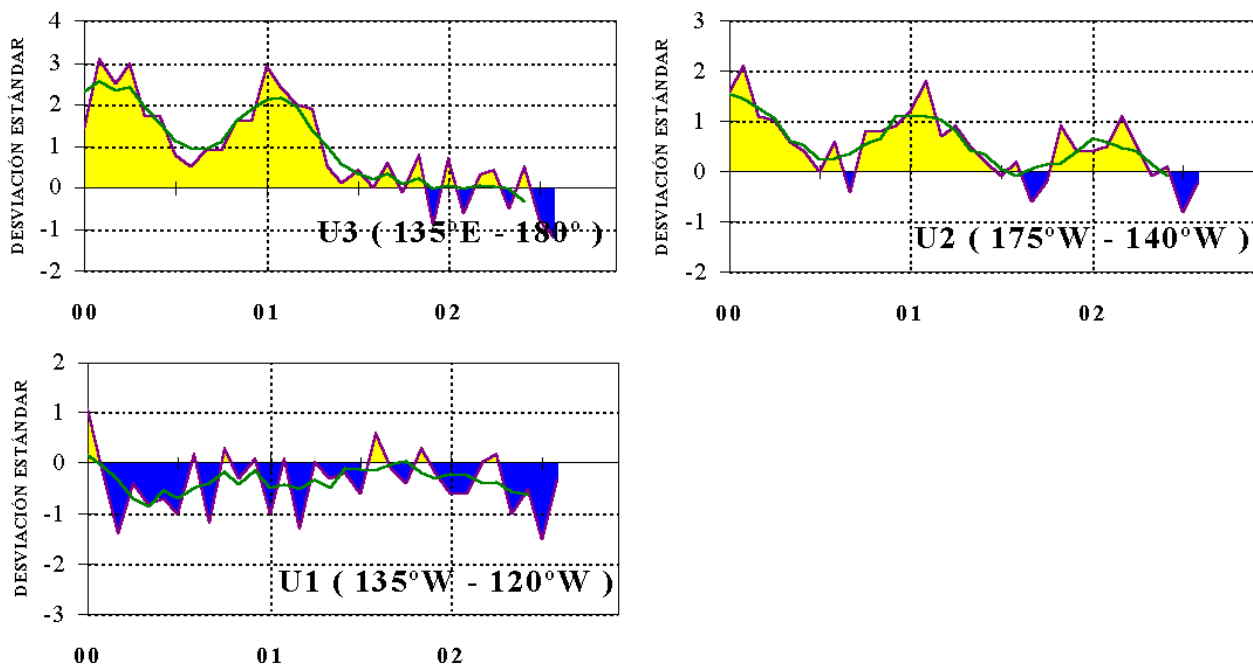 DESVIACIÓN ESTÁNDAR
4
3
2
1
0
-1
-2
U3 ( 135°E - 180° )
00 01 02
DESVIACIÓN ESTÁNDAR
3
2
1
0
-1
-2
U2 ( 175°W - 140°W )
00 01 02
DESVIACIÓN ESTÁNDAR
2
1
0
-1
-2
-3
U1 ( 135°W - 120°W )
00 01 02